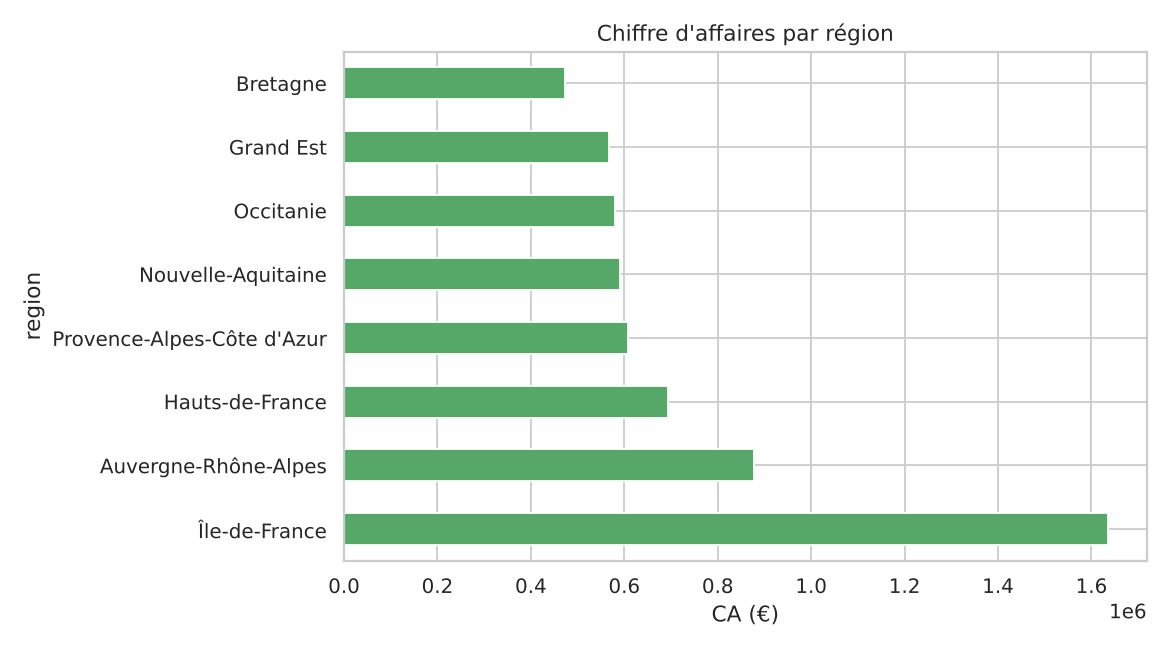 Chiffre d'affaires par région
region
Bretagne
Grand Est
Occitanie
Nouvelle-Aquitaine
Provence-Alpes-Côte d'Azur
Hauts-de-France
Auvergne-Rhône-Alpes
Île-de-France
0.0 0.2 0.4 0.6 0.8 1.0 1.2 1.4 1.6
1e6
CA (€)